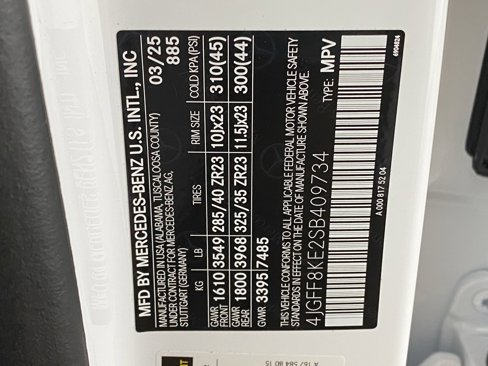 MFD BY MERCEDES-BENZ U.S. INTL., INC
MANUFACTURED IN USA (ALABAMA, TUSCALOOSA COUNTY)
UNDER CONTRACT FOR MERCEDES-BENZ AG,
STUTTGART (GERMANY)
03/25
885
KG LB TIRES RIM SIZE COLD KPA (PSI)
GAWR FRONT 1610 3549 285/40 ZR23 10Jx23 310(45)
GAWR REAR 1800 3968 325/35 ZR23 11.5Jx23 300(44)
GVWR 3395 7485
THIS VEHICLE CONFORMS TO ALL APPLICABLE FEDERAL MOTOR VEHICLE SAFETY
STANDARDS IN EFFECT ON THE DATE OF MANUFACTURE SHOWN ABOVE.
4JGFF8KE2SB409734 TYPE: MPV
A 000 817 52 04
6904824